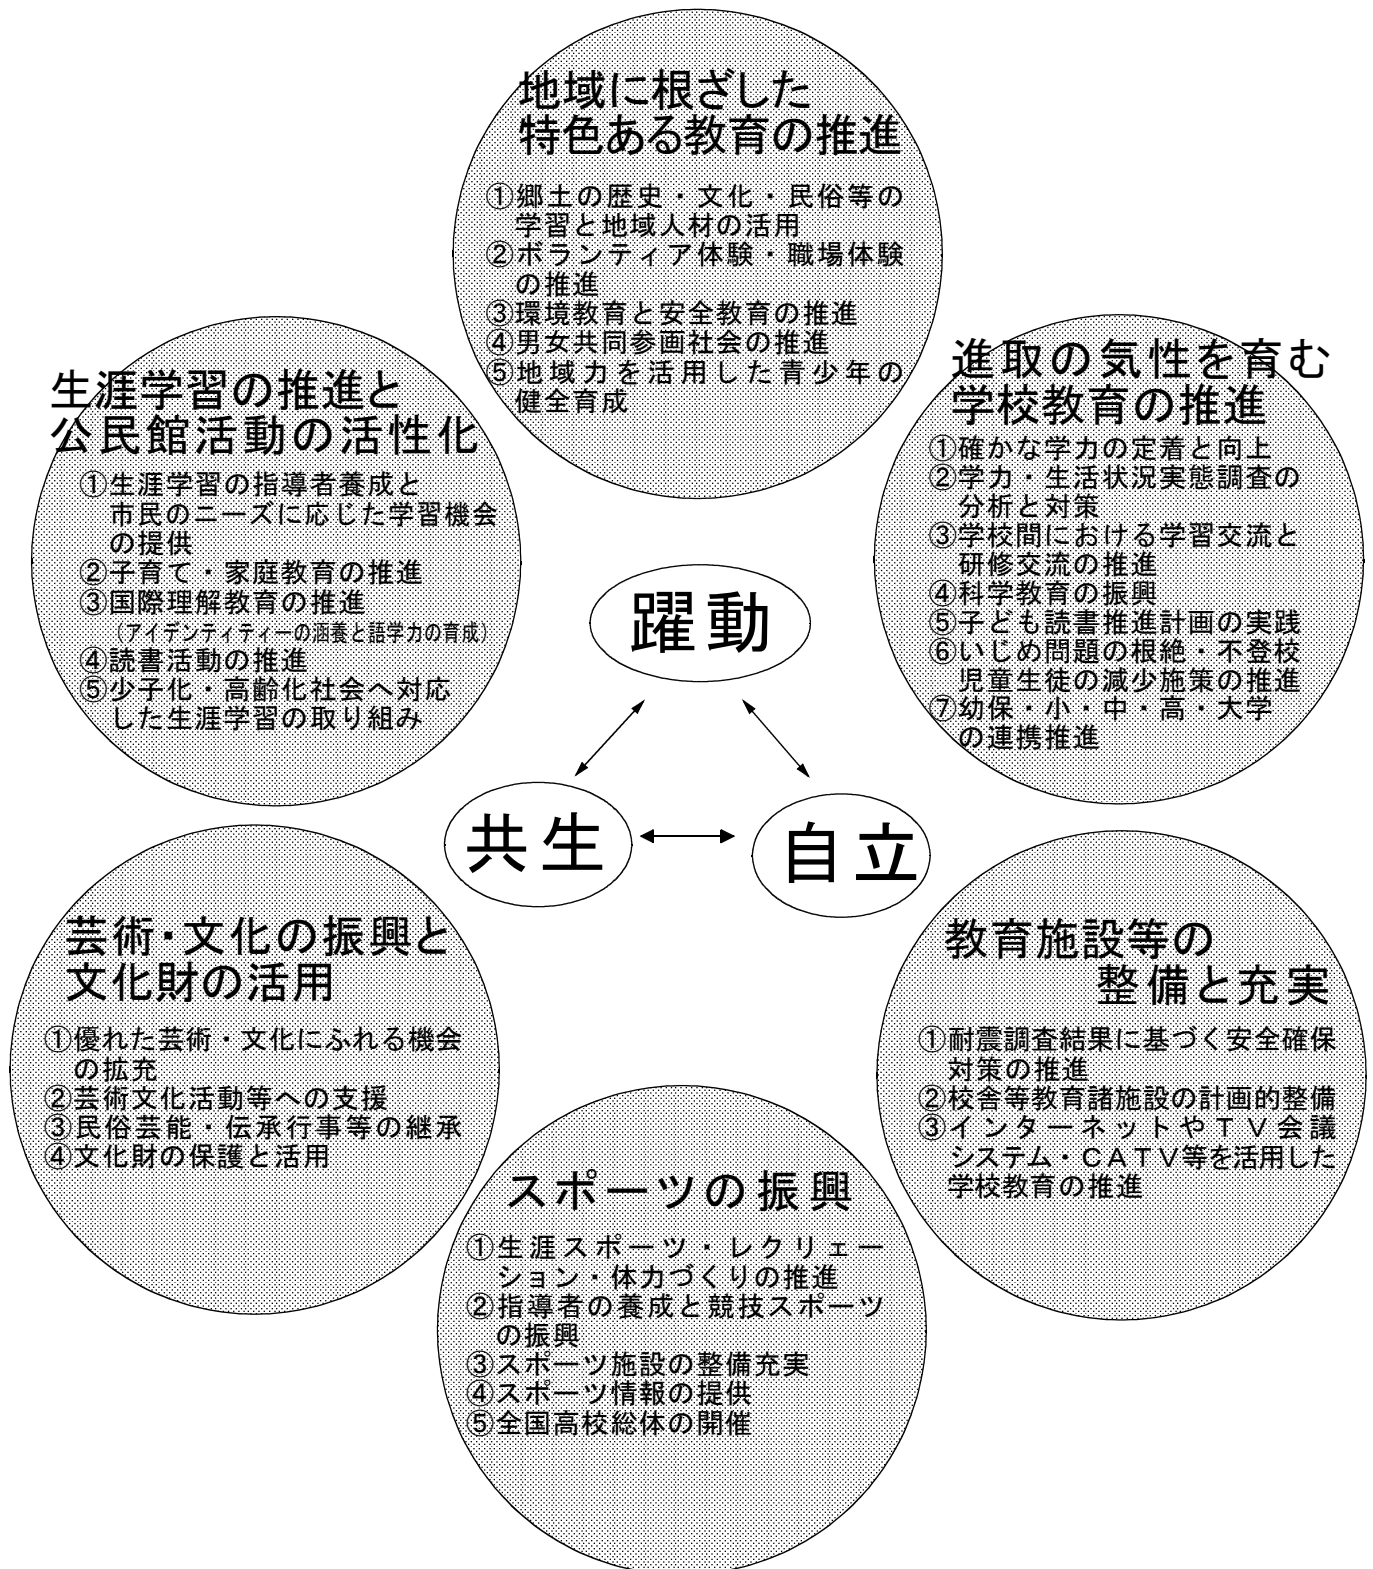 地域に根ざした
特色ある教育の推進
①郷土の歴史・文化・民俗等の
学習と地域人材の活用
②ボランティア体験・職場体験
の推進
③環境教育と安全教育の推進
④男女共同参画社会の推進
⑤地域力を活用した青少年の
健全育成
生涯学習の推進と
公民館活動の活性化
①生涯学習の指導者養成と
市民のニーズに応じた学習機会
の提供
②子育て・家庭教育の推進
③国際理解教育の推進
（アイデンティティーの涵養と語学力の育成）
④読書活動の推進
⑤少子化・高齢化社会へ対応
した生涯学習の取り組み
進取の気性を育む
学校教育の推進
①確かな学力の定着と向上
②学力・生活状況実態調査の
分析と対策
③学校間における学習交流と
研修交流の推進
④科学教育の振興
⑤子ども読書推進計画の実践
⑥いじめ問題の根絶・不登校
児童生徒の減少施策の推進
⑦幼保・小・中・高・大学
の連携推進
躍動
共生
自立
芸術・文化の振興と
文化財の活用
①優れた芸術・文化にふれる機会
の拡充
②芸術文化活動等への支援
③民俗芸能・伝承行事等の継承
④文化財の保護と活用
教育施設等の
整備と充実
①耐震調査結果に基づく安全確保
対策の推進
②校舎等教育諸施設の計画的整備
③インターネットやＴＶ会議
システム・ＣＡＴＶ等を活用した
学校教育の推進
スポーツの振興
①生涯スポーツ・レクリェー
ション・体力づくりの推進
②指導者の養成と競技スポーツ
の振興
③スポーツ施設の整備充実
④スポーツ情報の提供
⑤全国高校総体の開催